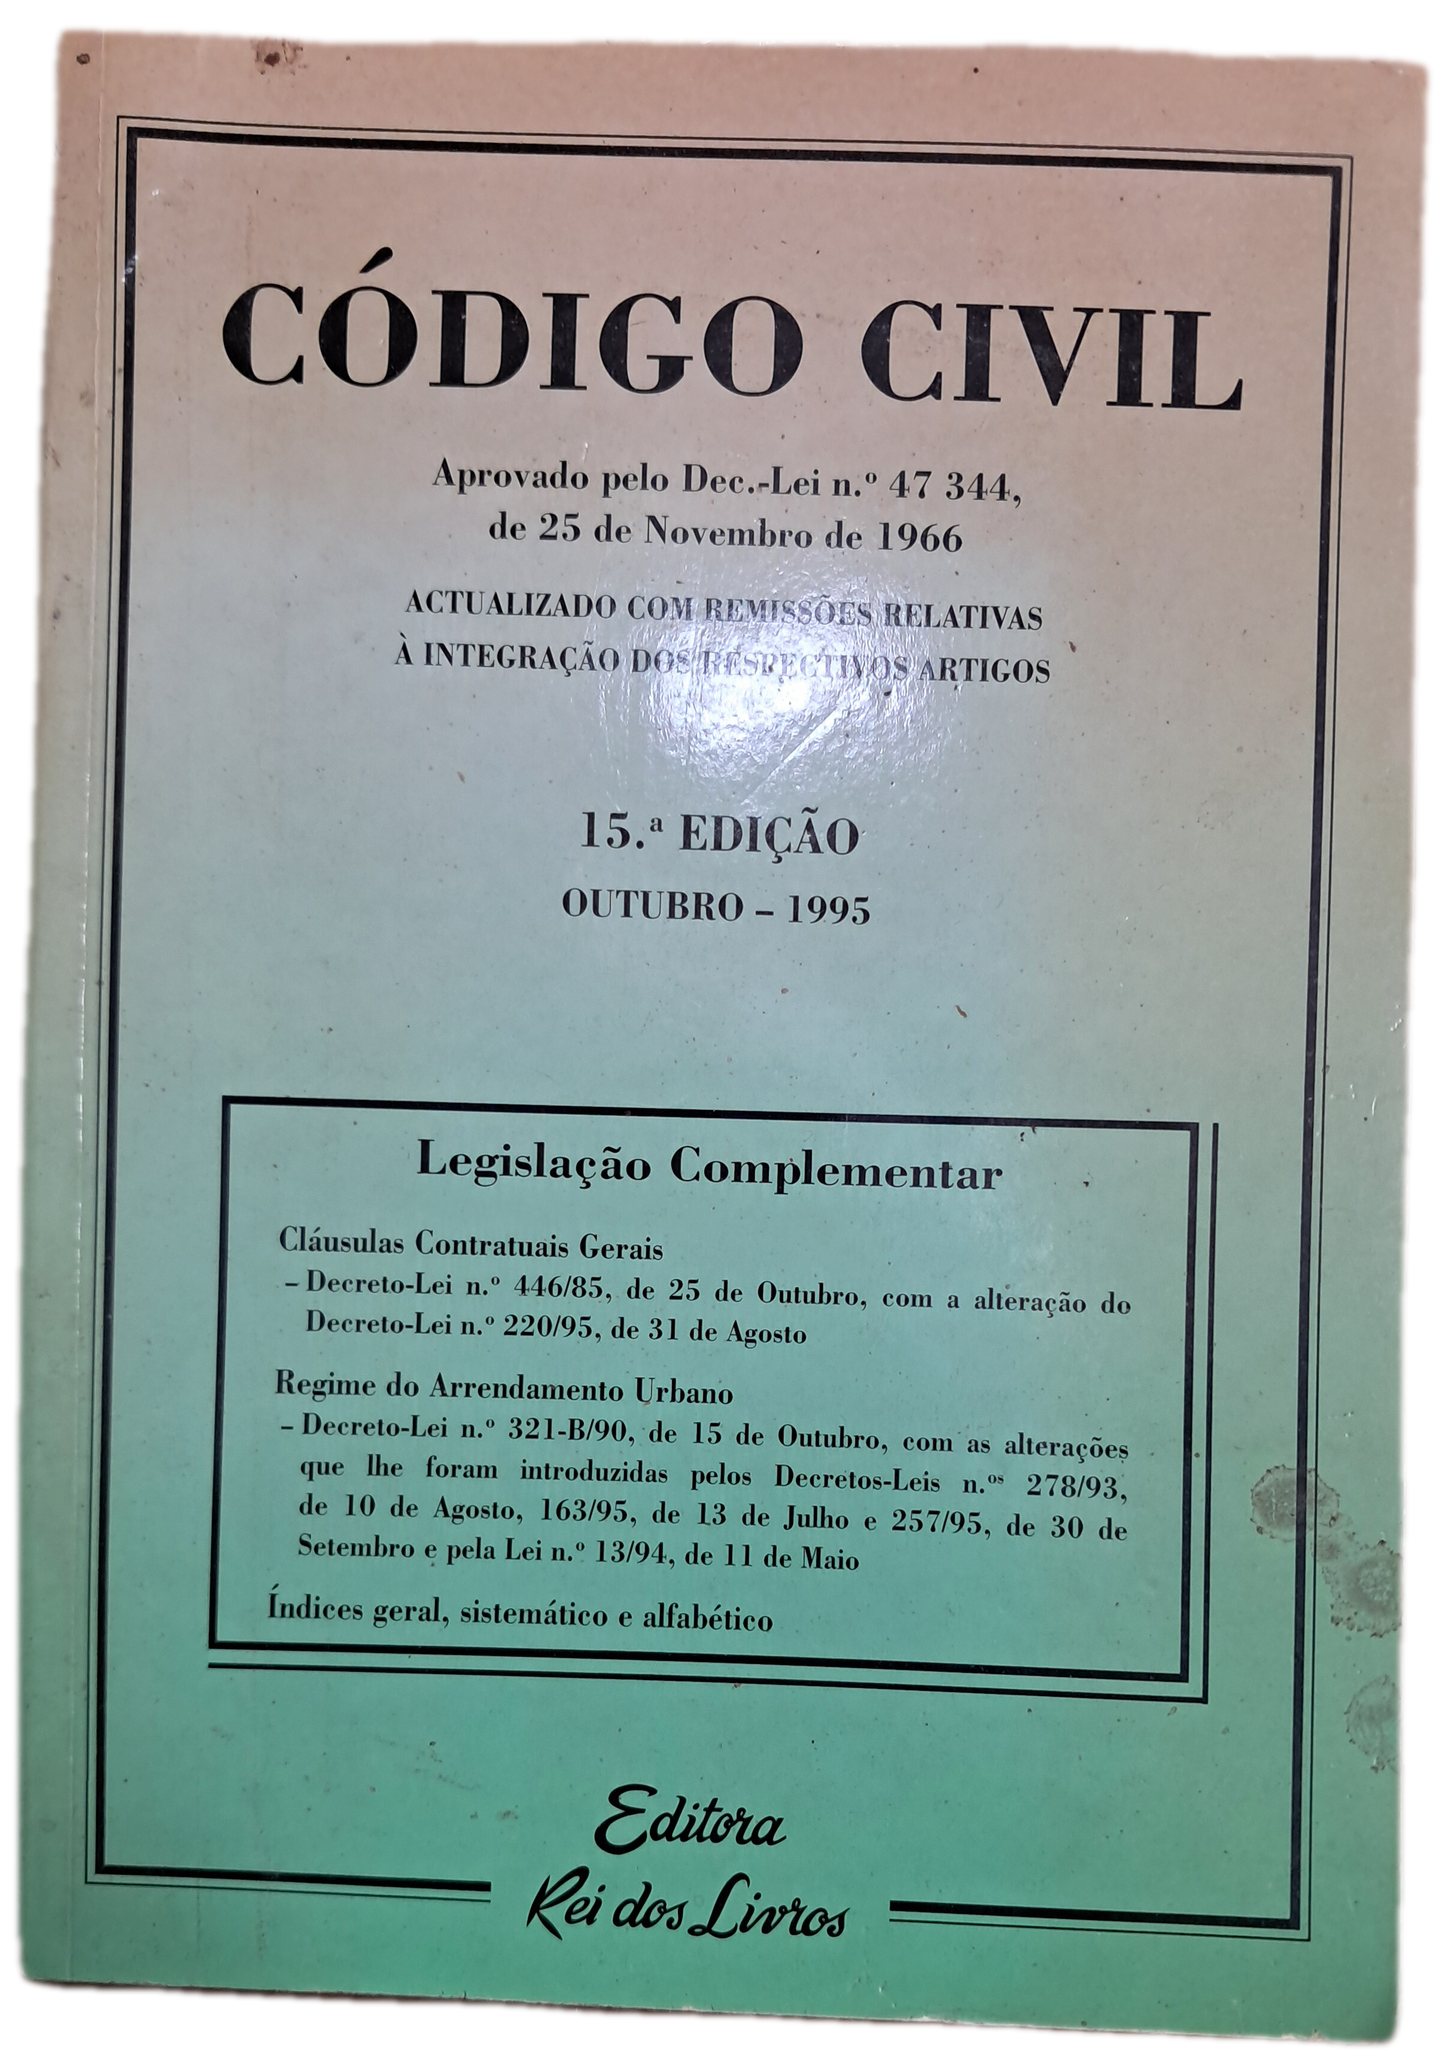 CÓDIGO CIVIL
Aprovado pelo Dec.-Lei n.º 47 344,
de 25 de Novembro de 1966
ACTUALIZADO COM REMISSÕES RELATIVAS
À INTEGRAÇÃO DOS RESPECTIVOS ARTIGOS
15.ª EDIÇÃO
OUTUBRO – 1995
Legislação Complementar
Cláusulas Contratuais Gerais
– Decreto-Lei n.º 446/85, de 25 de Outubro, com a alteração do
Decreto-Lei n.º 220/95, de 31 de Agosto
Regime do Arrendamento Urbano
– Decreto-Lei n.º 321-B/90, de 15 de Outubro, com as alterações
que lhe foram introduzidas pelos Decretos-Leis n.ºs 278/93,
de 10 de Agosto, 163/95, de 13 de Julho e 257/95, de 30 de
Setembro e pela Lei n.º 13/94, de 11 de Maio
Índices geral, sistemático e alfabético
Editora
Rei dos Livros